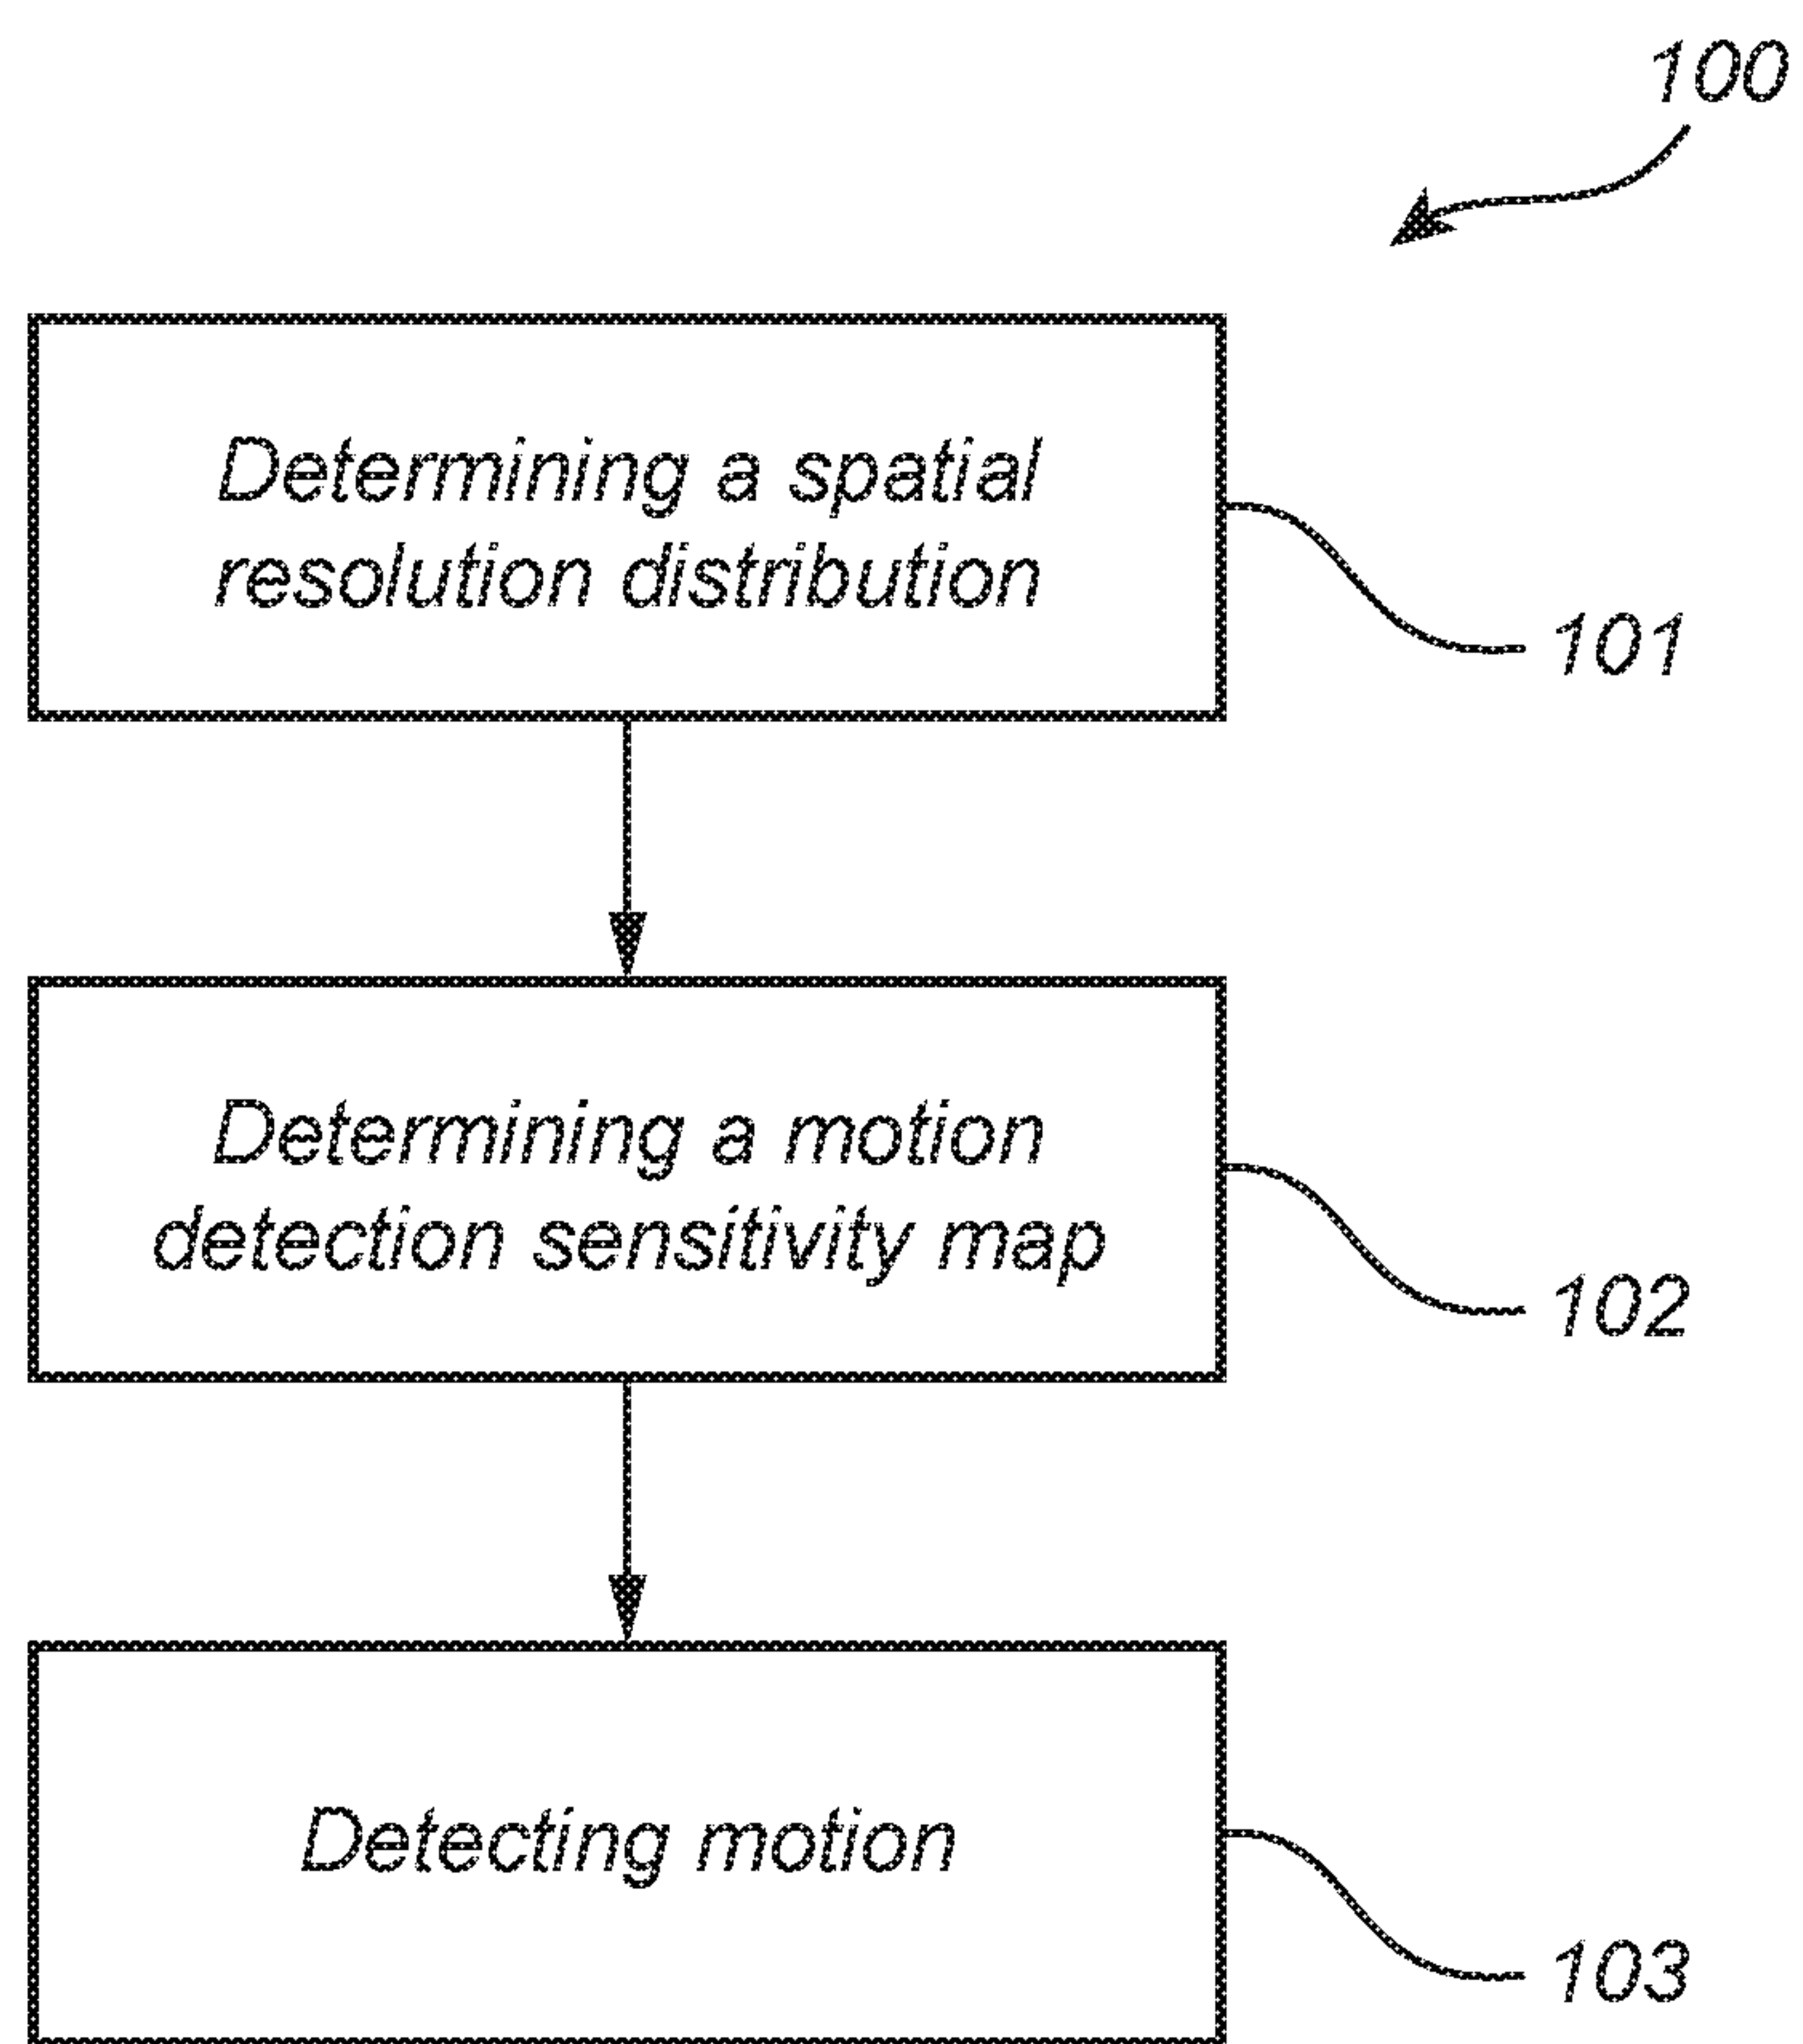 100
Determining a spatial
resolution distribution
101
Determining a motion
detection sensitivity map
102
Detecting motion
103